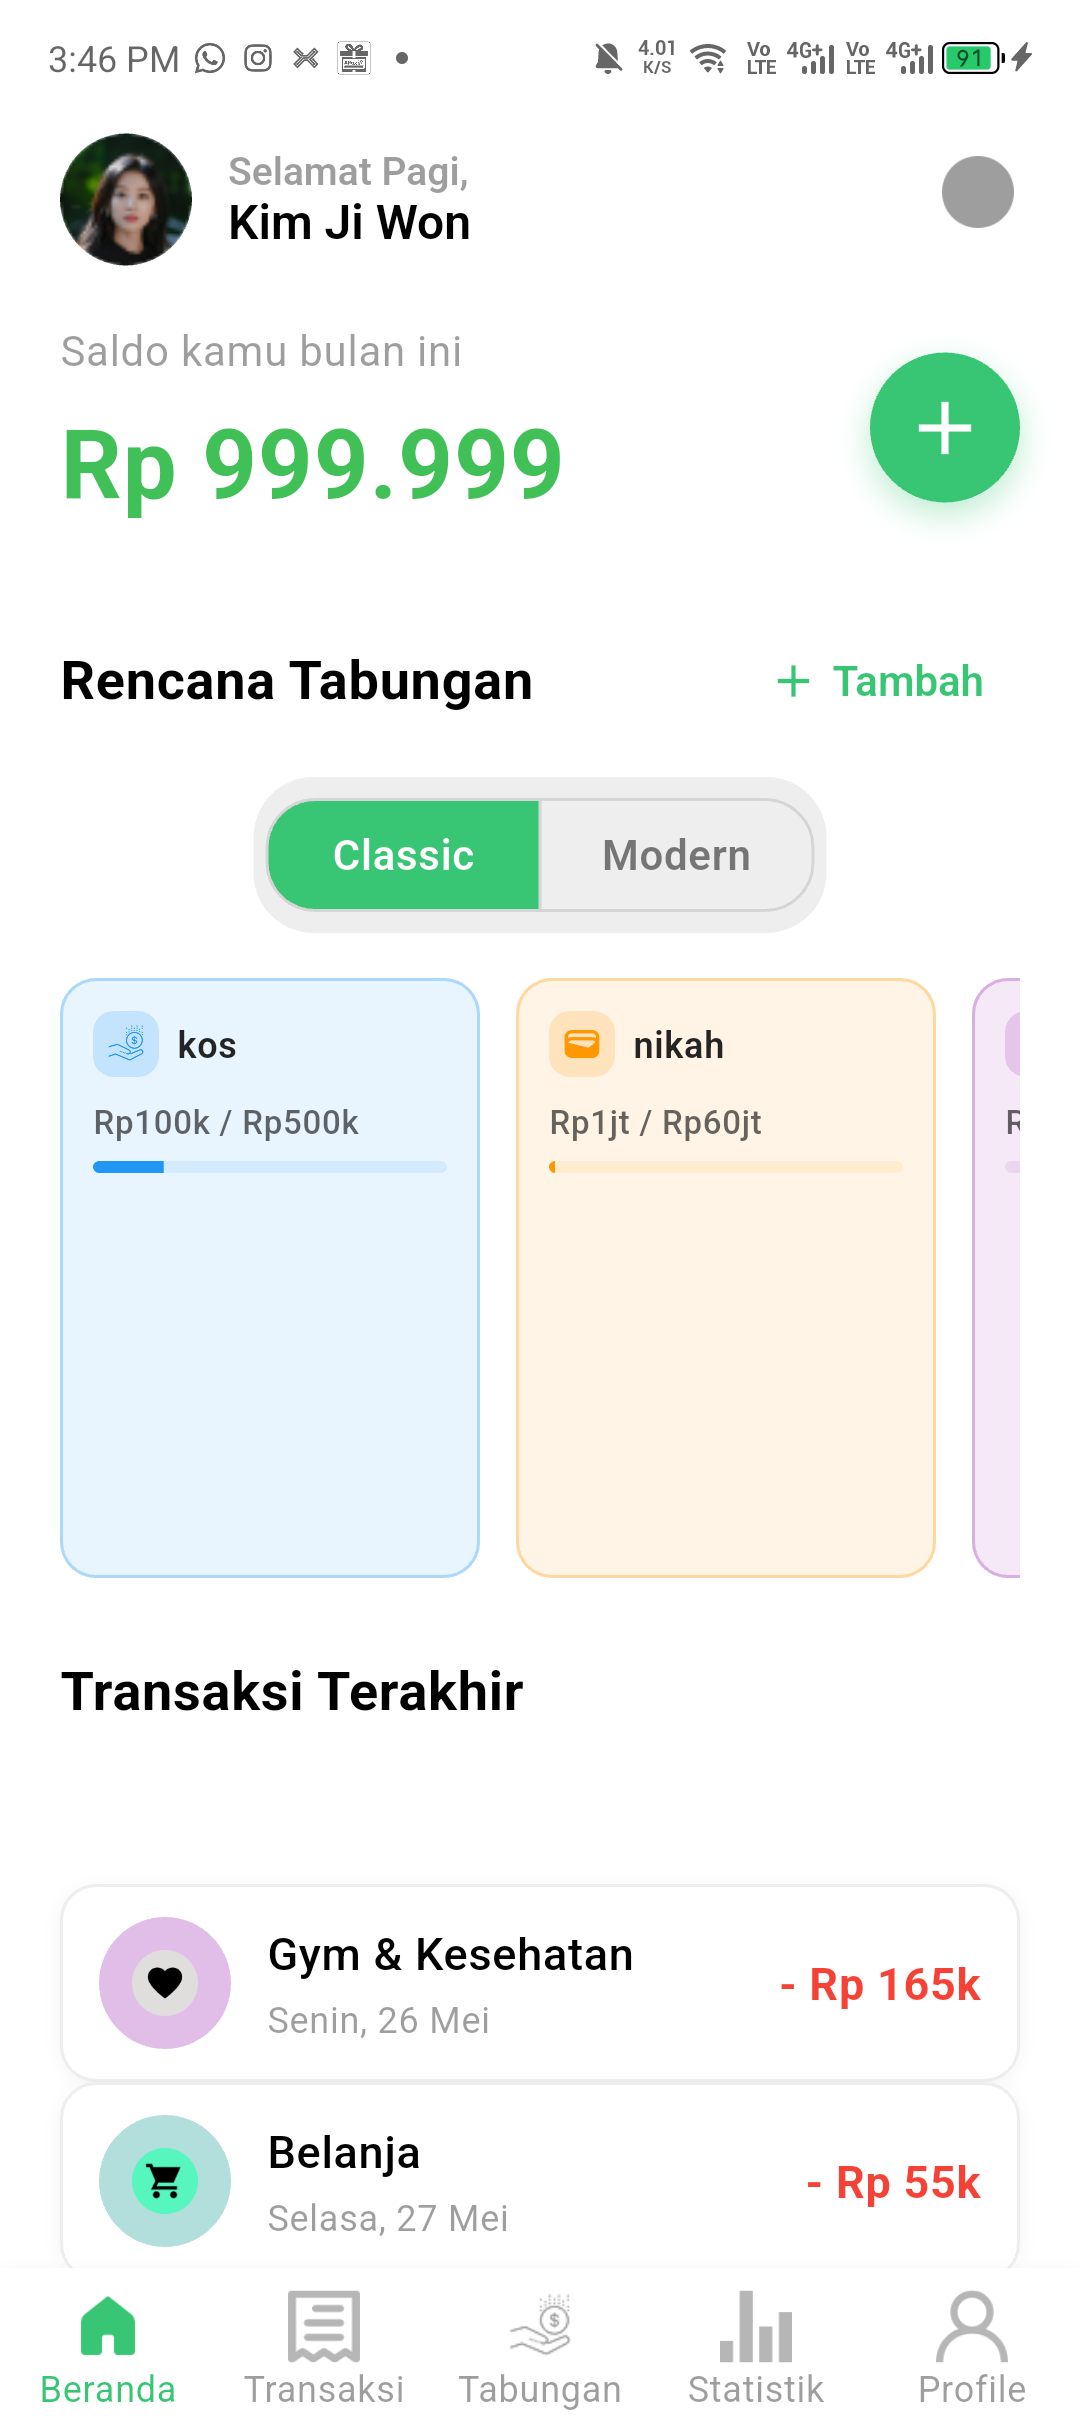 3:46 PM
4.01 K/S
Vo LTE 4G+ Vo LTE 4G+ 91
Selamat Pagi,
Kim Ji Won
Saldo kamu bulan ini
Rp 999.999
Rencana Tabungan
+ Tambah
Classic Modern
kos
Rp100k / Rp500k
nikah
Rp1jt / Rp60jt
Transaksi Terakhir
Gym & Kesehatan
Senin, 26 Mei
- Rp 165k
Belanja
Selasa, 27 Mei
- Rp 55k
Beranda Transaksi Tabungan Statistik Profile